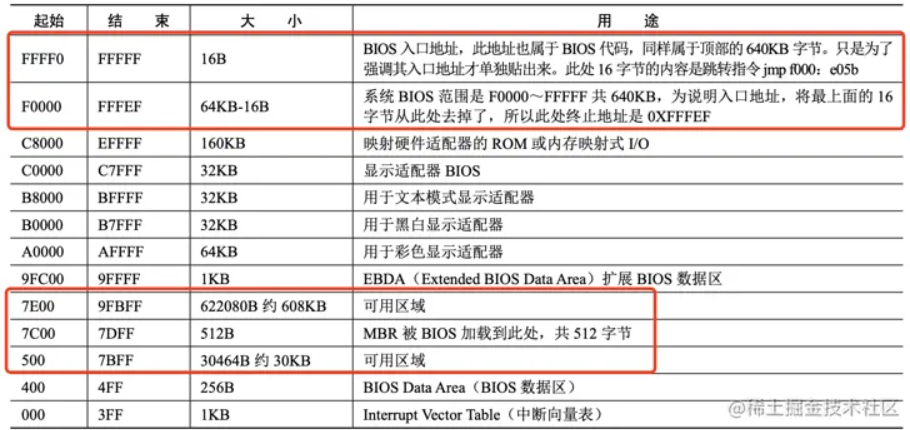 起始 结 束 大 小 用 途
FFFF0 FFFFF 16B BIOS 入口地址，此地址也属于 BIOS 代码，同样属于顶部的 640KB 字节。只是为了
强调其入口地址才单独贴出来。此处 16 字节的内容是跳转指令 jmp f000：e05b
F0000 FFFEF 64KB-16B 系统 BIOS 范围是 F0000～FFFFF 共 640KB，为说明入口地址，将最上面的 16
字节从此处去掉了，所以此处终止地址是 0XFFFEF
C8000 EFFFF 160KB 映射硬件适配器的 ROM 或内存映射式 I/O
C0000 C7FFF 32KB 显示适配器 BIOS
B8000 BFFFF 32KB 用于文本模式显示适配器
B0000 B7FFF 32KB 用于黑白显示适配器
A0000 AFFFF 64KB 用于彩色显示适配器
9FC00 9FFFF 1KB EBDA（Extended BIOS Data Area）扩展 BIOS 数据区
7E00 9FBFF 622080B 约 608KB 可用区域
7C00 7DFF 512B MBR 被 BIOS 加载到此处，共 512 字节
500 7BFF 30464B 约 30KB 可用区域
400 4FF 256B BIOS Data Area（BIOS 数据区）
000 3FF 1KB Interrupt Vector Table（中断向量表）
@稀土掘金技术社区